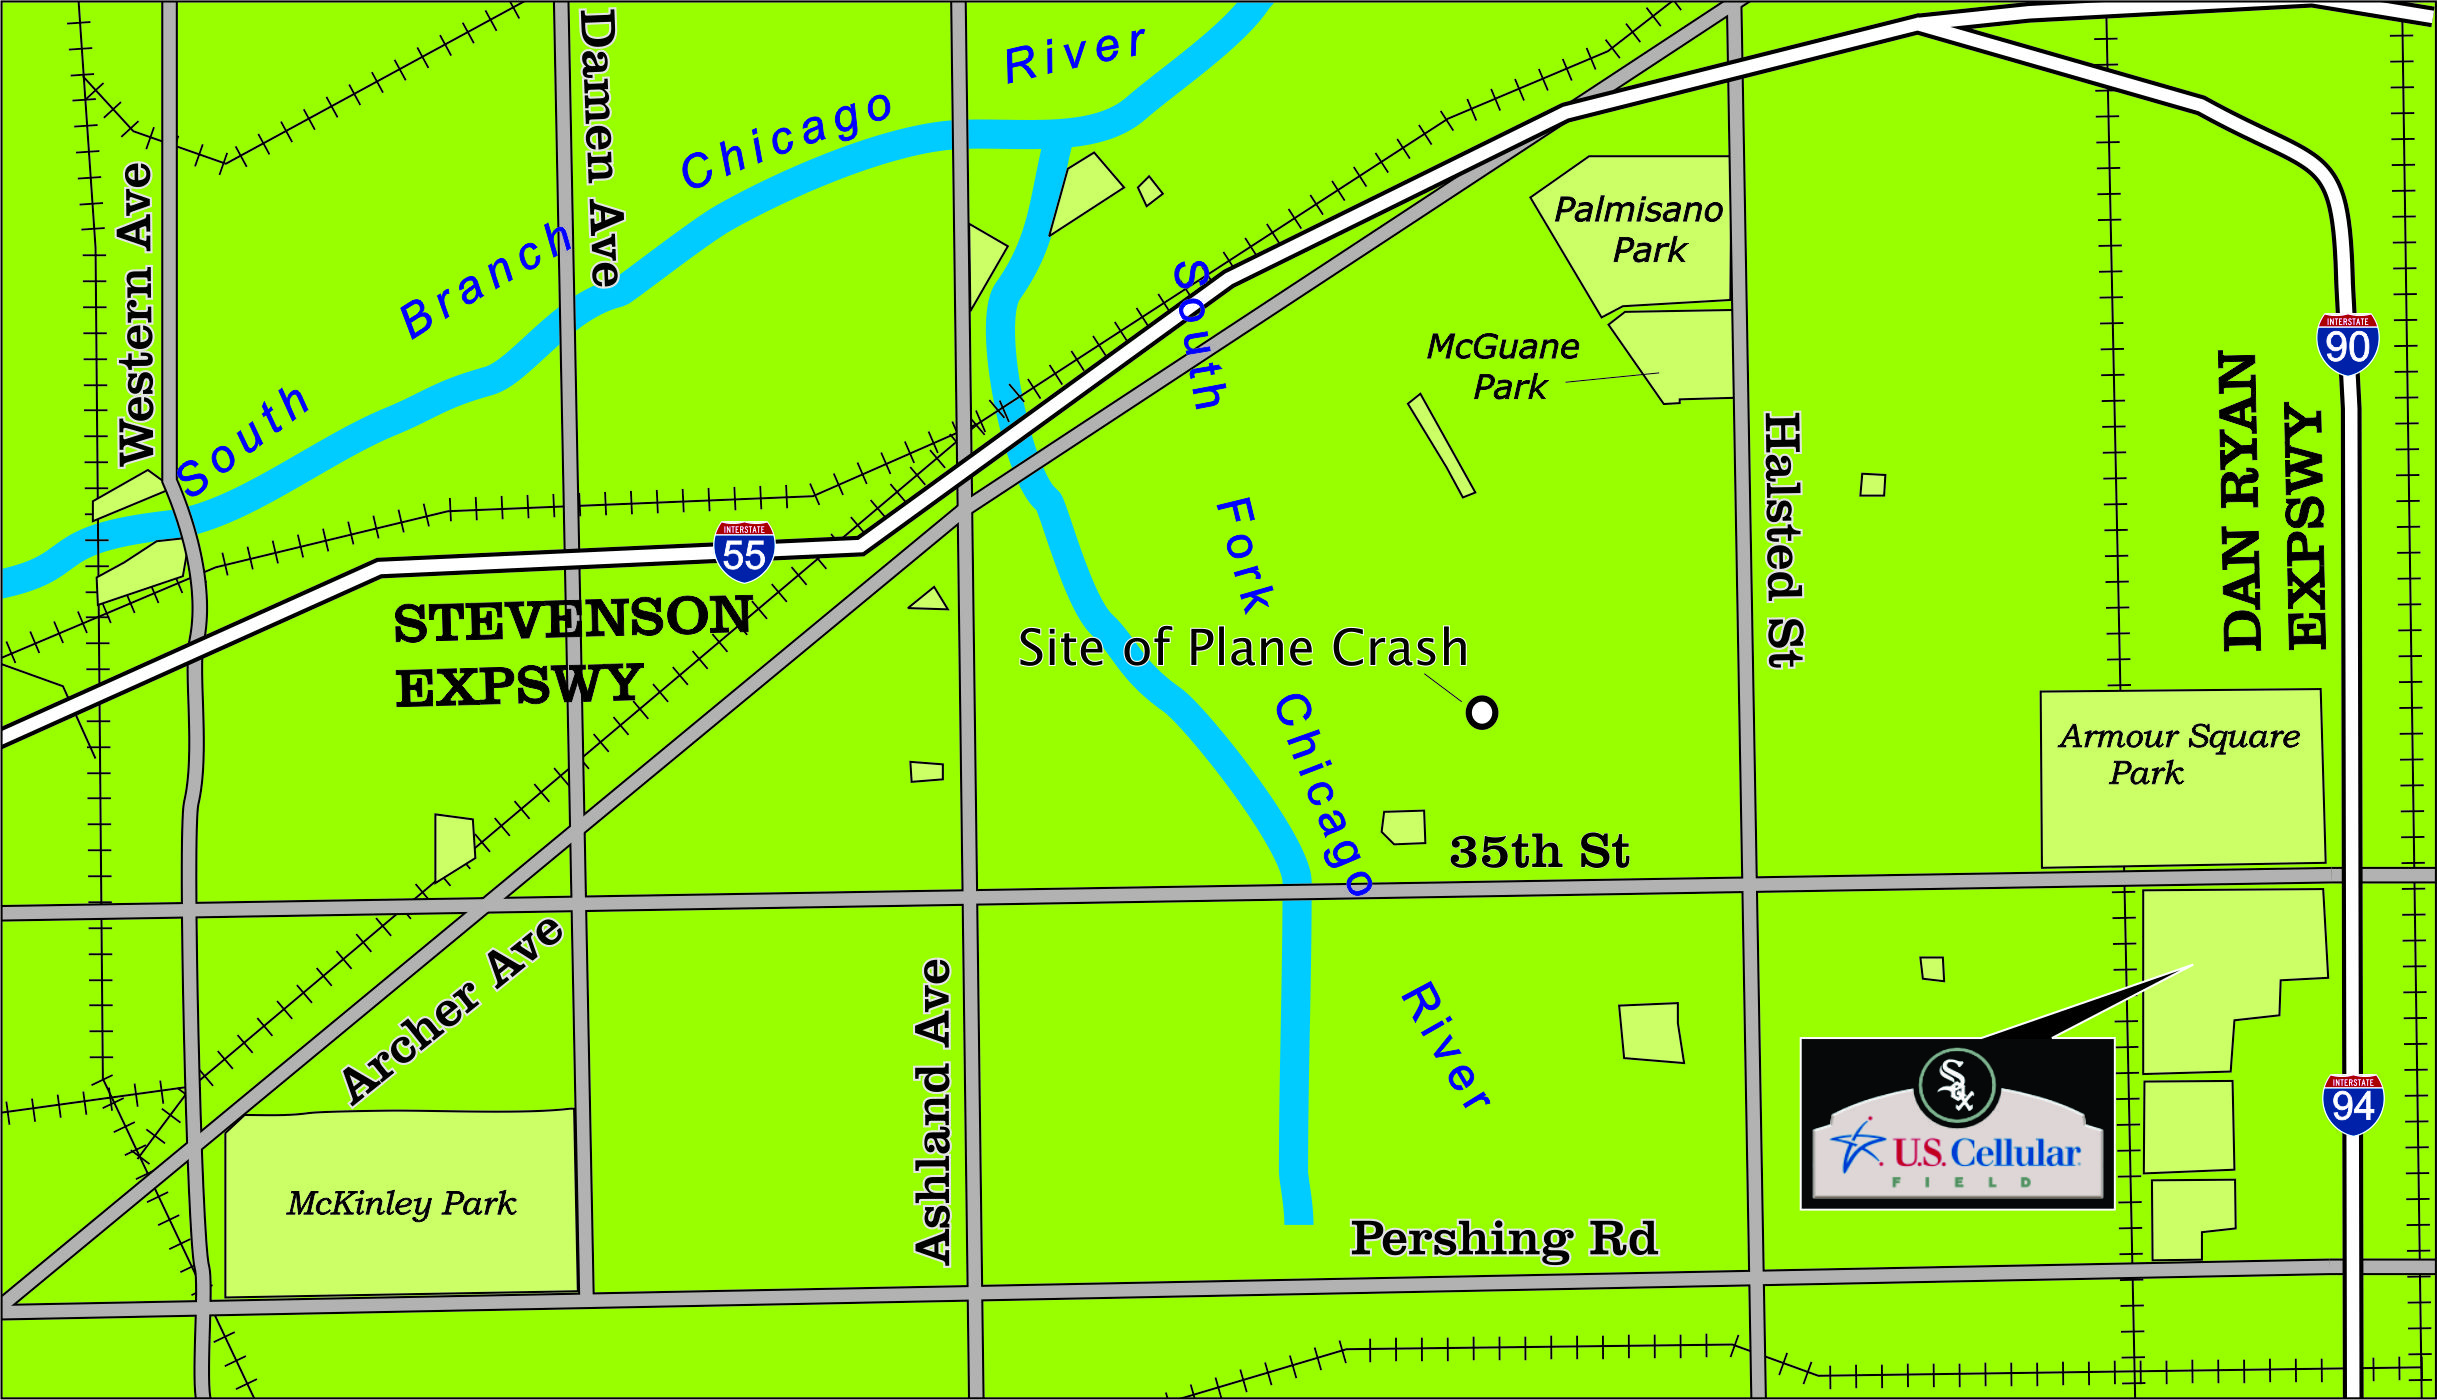 Damen Ave
River
Chicago
Branch
South
Western Ave
Palmisano
Park
McGuane
Park
INTERSTATE
90
DAN RYAN
EXPSWY
South
Fork
Chicago
River
Halsted St
INTERSTATE
55
STEVENSON
EXPSWY
Site of Plane Crash
Armour Square
Park
35th St
Archer Ave
Ashland Ave
Sox
U.S. Cellular
FIELD
INTERSTATE
94
McKinley Park
Pershing Rd